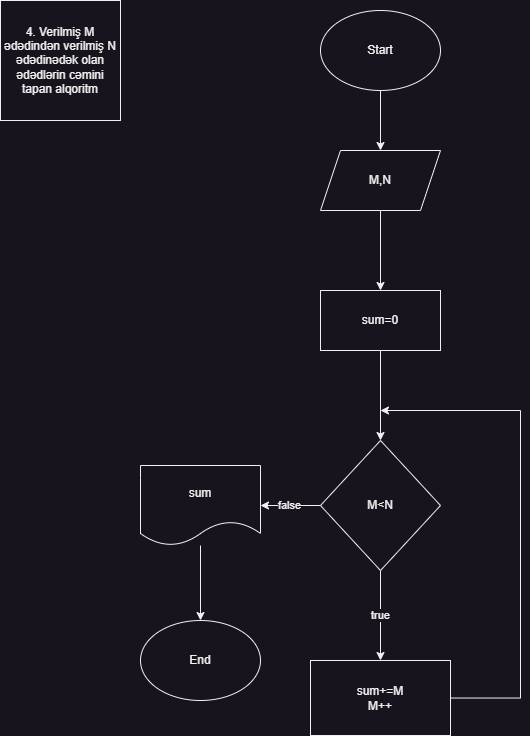 4. Verilmiş M
ədədindən verilmiş N
ədədinədək olan
ədədlərin cəmini
tapan alqoritm
Start
M,N
sum=0
M<N
false
sum
true
End
sum+=M
M++